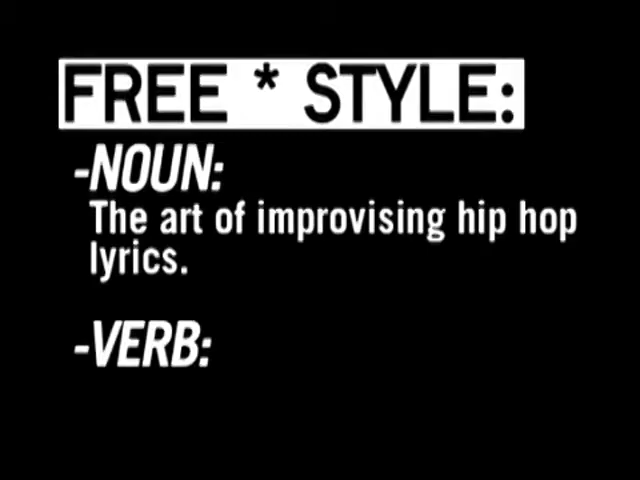 FREE * STYLE:
-NOUN:
The art of improvising hip hop
lyrics.
-VERB: